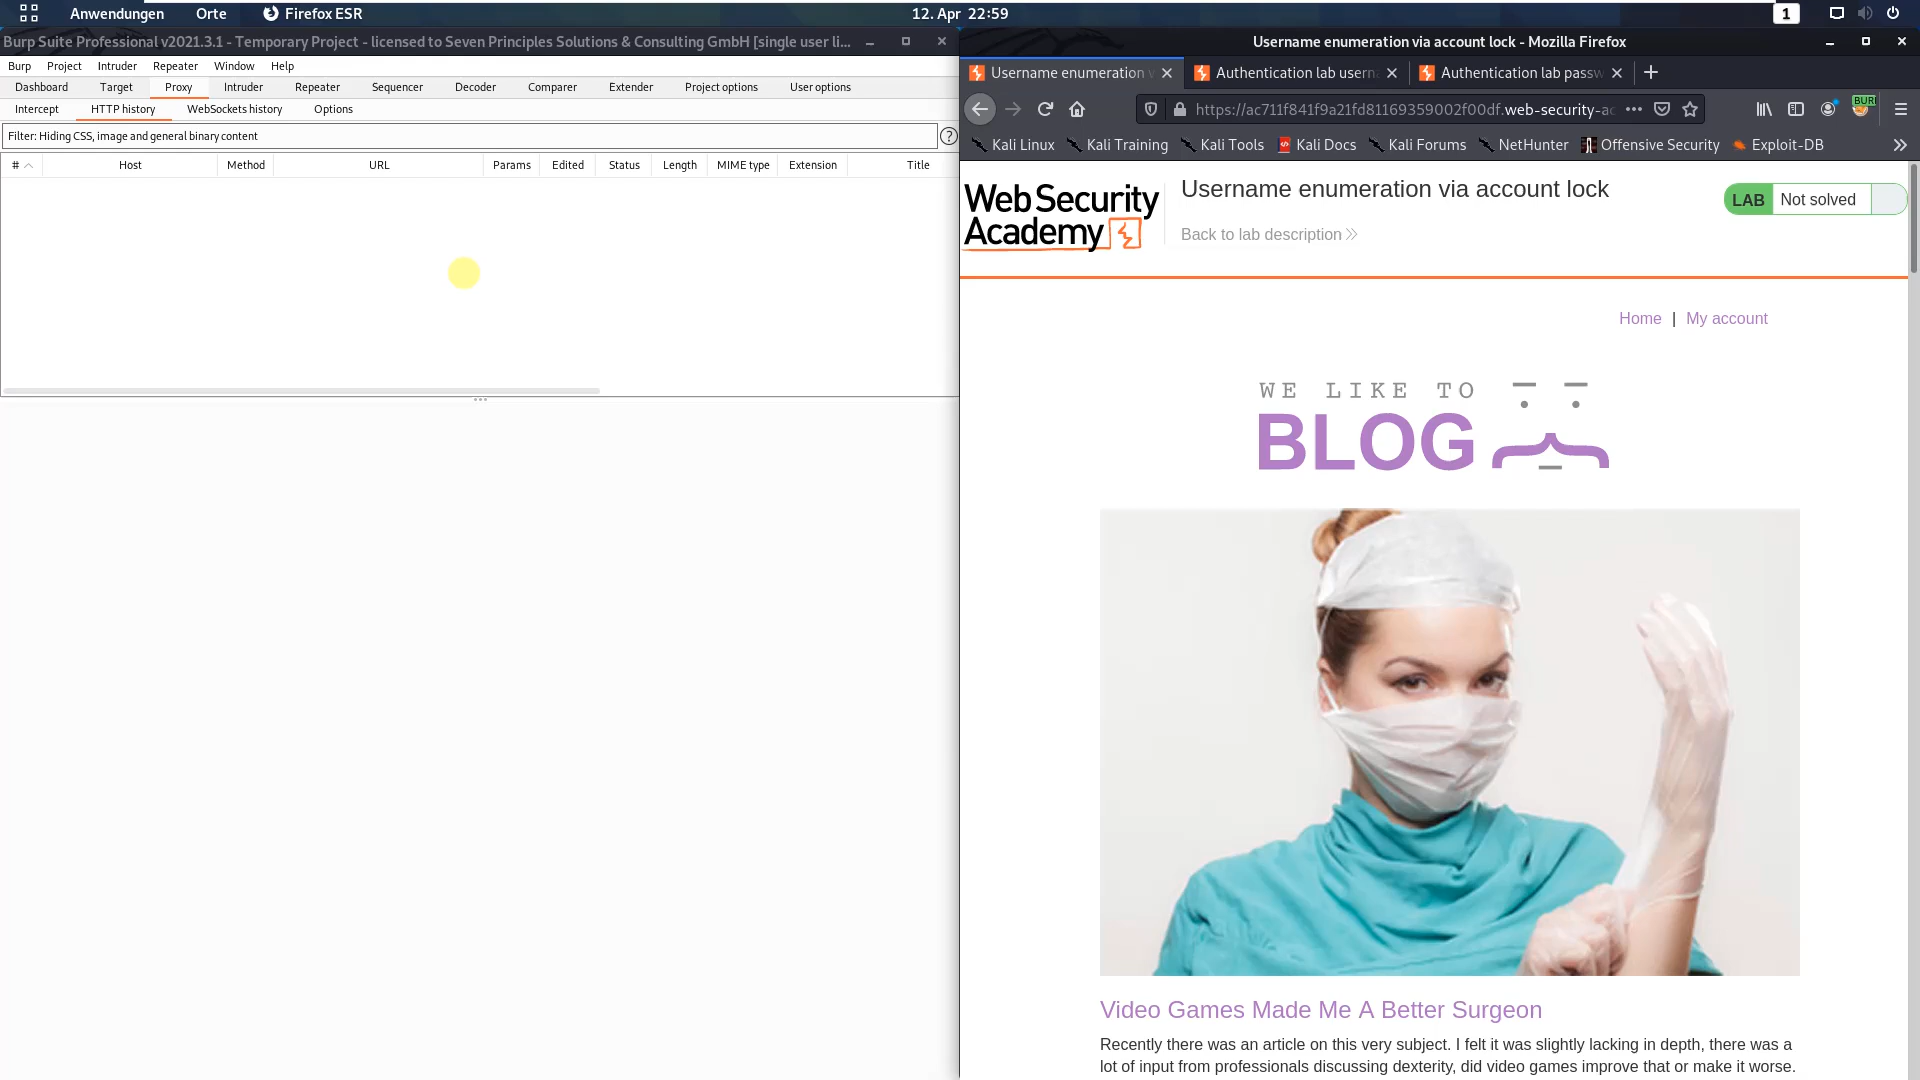 Anwendungen Orte Firefox ESR 12. Apr 22:59 1
Burp Suite Professional v2021.3.1 - Temporary Project - licensed to Seven Principles Solutions & Consulting GmbH [single user li...
Burp Project Intruder Repeater Window Help
Dashboard Target Proxy Intruder Repeater Sequencer Decoder Comparer Extender Project options User options
Intercept HTTP history WebSockets history Options
Filter: Hiding CSS, image and general binary content ?
# Host Method URL Params Edited Status Length MIME type Extension Title
Username enumeration via account lock - Mozilla Firefox
Username enumeration Authentication lab usern Authentication lab passw
https://ac711f841f9a21fd81169359002f00df.web-security-ac BURI
Kali Linux Kali Training Kali Tools Kali Docs Kali Forums NetHunter Offensive Security Exploit-DB
Web Security
Academy
Username enumeration via account lock
Back to lab description
LAB Not solved
Home | My account
WE LIKE TO
BLOG
Video Games Made Me A Better Surgeon
Recently there was an article on this very subject. I felt it was slightly lacking in depth, there was a
lot of input from professionals discussing dexterity, did video games improve that or make it worse.